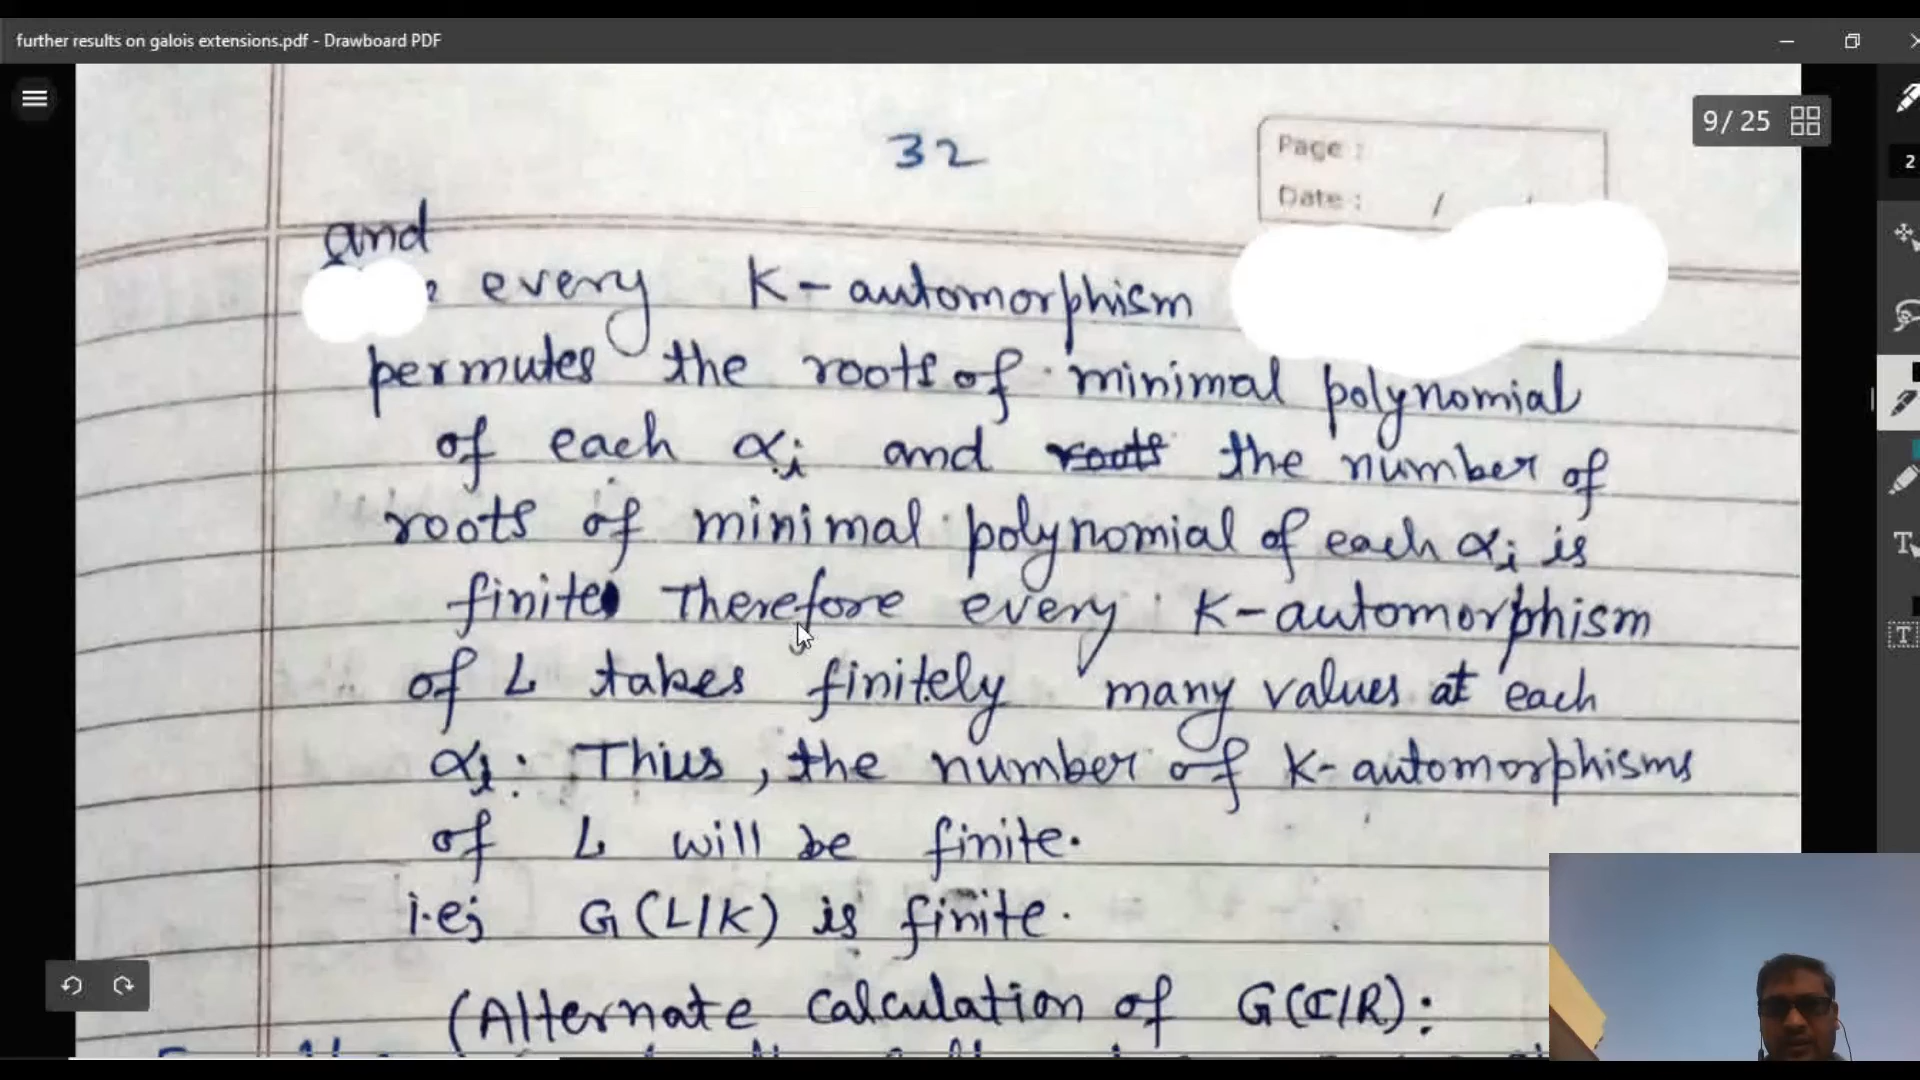 further results on galois extensions.pdf - Drawboard PDF
9/ 25
32
Page :
Date : /
2
and
every K-automorphism
permutes the roots of minimal polynomial
of each αi and roots the number of
roots of minimal polynomial of each αi is
finite Therefore every K-automorphism
of L takes finitely many values at each
αi. Thus, the number of K-automorphisms
of L will be finite.
i.e; G(L/K) is finite.
(Alternate calculation of G(C/R):